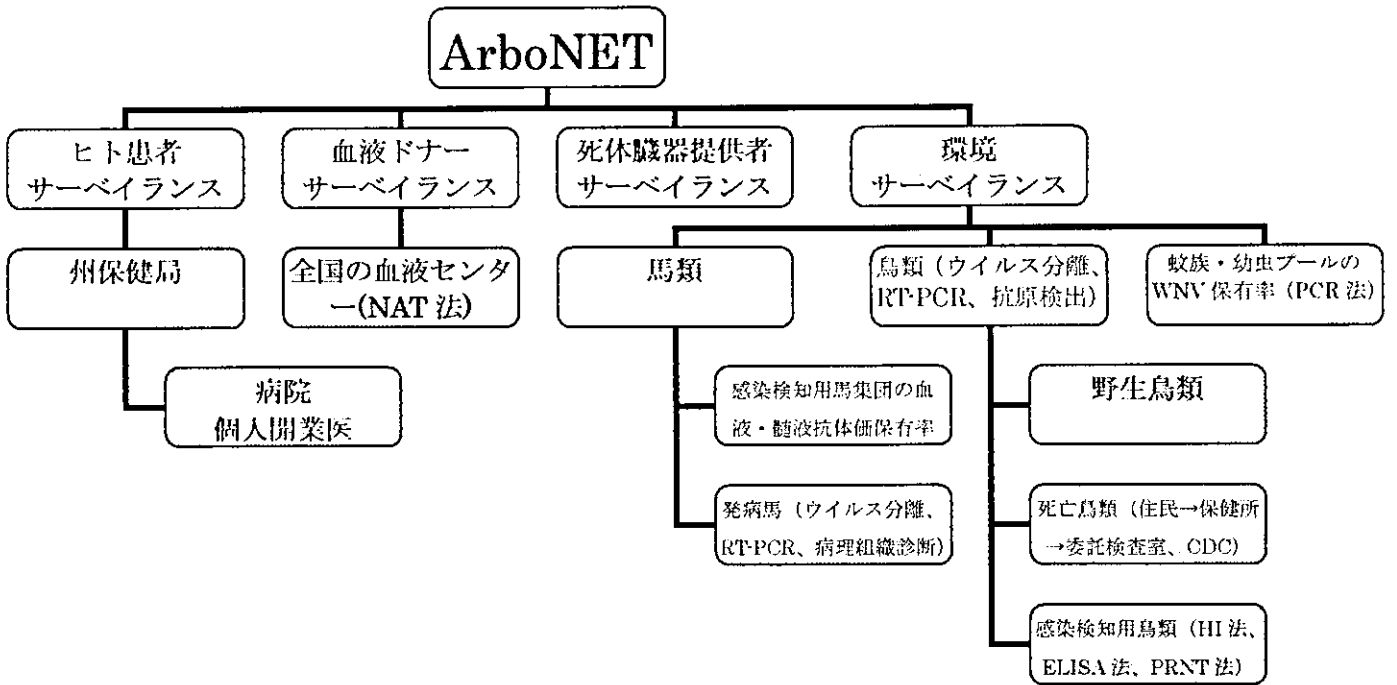 ArboNET
ヒト患者
サーベイランス
血液ドナー
サーベイランス
死体臓器提供者
サーベイランス
環境
サーベイランス
州保健局
全国の血液センタ
ー(NAT 法)
馬類
鳥類（ウイルス分離、
RT-PCR、抗原検出）
蚊族・幼虫プールの
WNV 保有率（PCR 法）
病院
個人開業医
感染検知用馬集団の血
液・髄液抗体価保有率
野生鳥類
発病馬（ウイルス分離、
RT-PCR、病理組織診断）
死亡鳥類（住民→保健所
→委託検査室、CDC）
感染検知用鳥類（HI 法、
ELISA 法、PRNT 法）